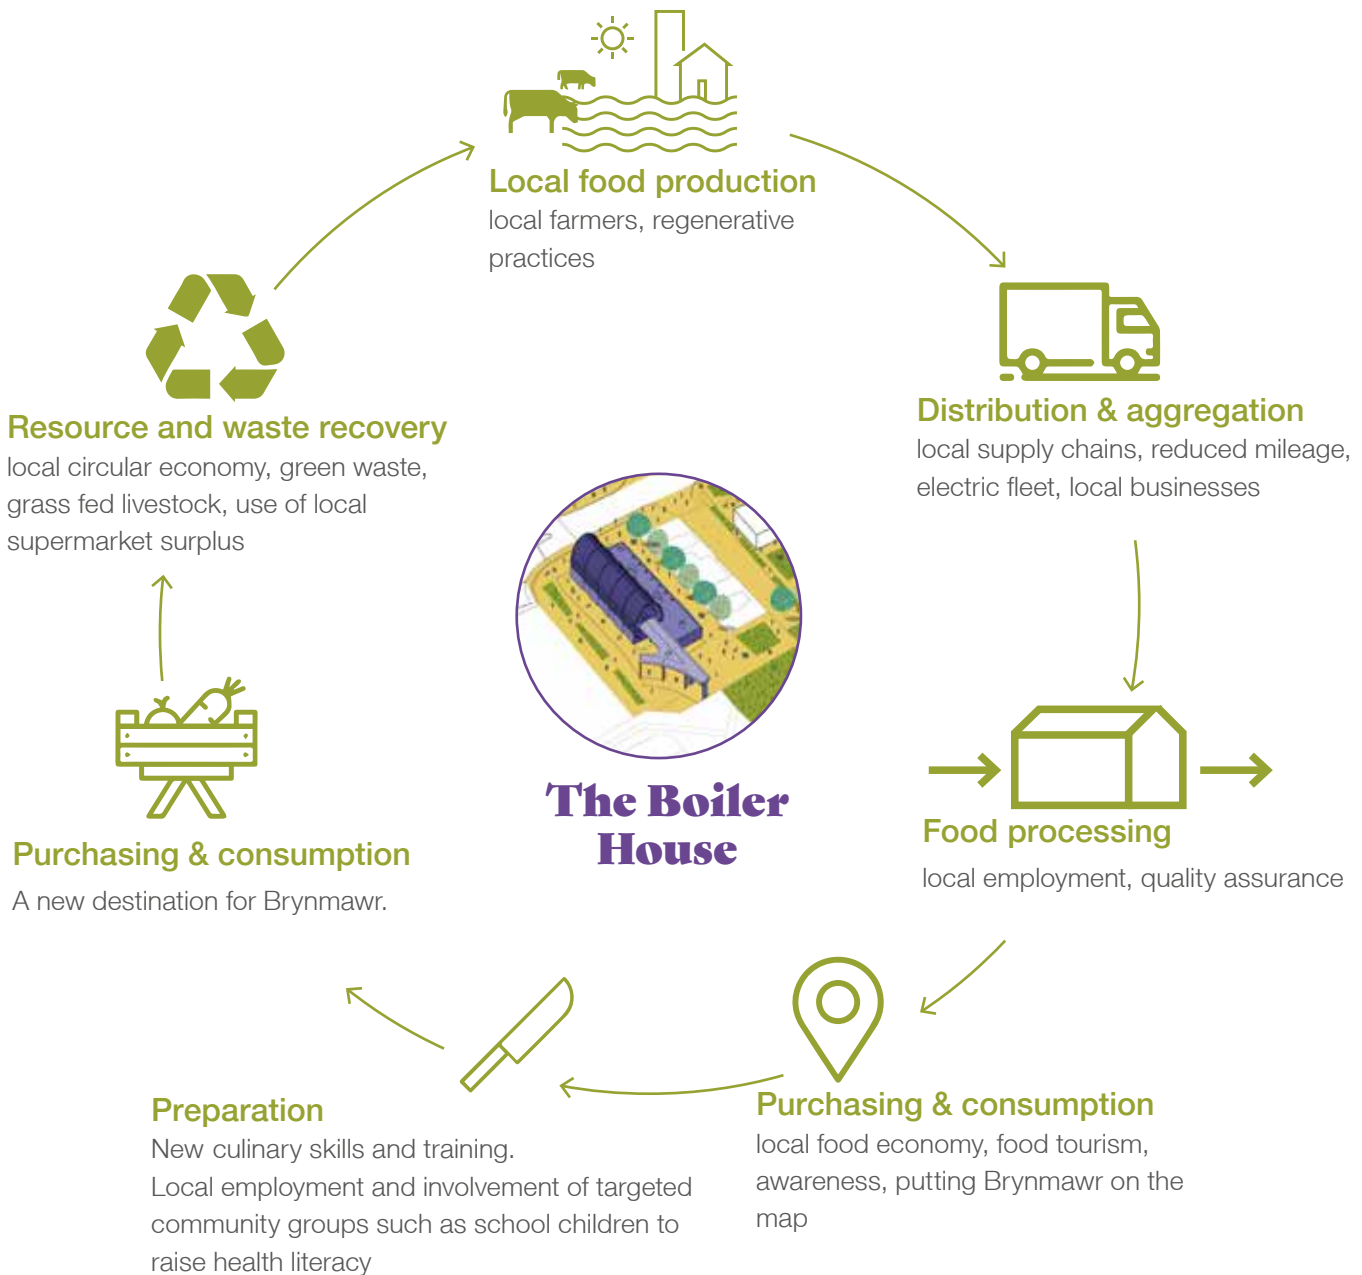 Local food production
local farmers, regenerative
practices
Distribution & aggregation
local supply chains, reduced mileage,
electric fleet, local businesses
Food processing
local employment, quality assurance
Purchasing & consumption
local food economy, food tourism,
awareness, putting Brynmawr on the
map
Preparation
New culinary skills and training.
Local employment and involvement of targeted
community groups such as school children to
raise health literacy
Purchasing & consumption
A new destination for Brynmawr.
Resource and waste recovery
local circular economy, green waste,
grass fed livestock, use of local
supermarket surplus
The Boiler
House